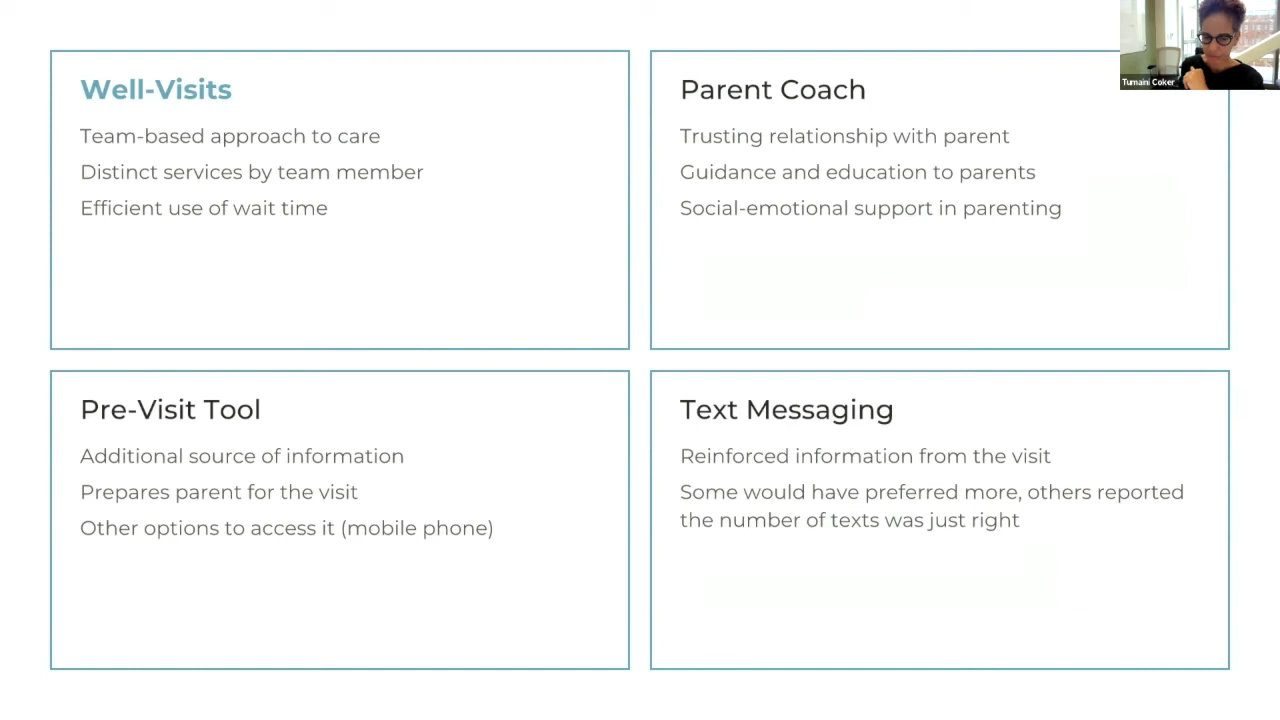 Well-Visits
Team-based approach to care
Distinct services by team member
Efficient use of wait time
Parent Coach
Trusting relationship with parent
Guidance and education to parents
Social-emotional support in parenting
Pre-Visit Tool
Additional source of information
Prepares parent for the visit
Other options to access it (mobile phone)
Text Messaging
Reinforced information from the visit
Some would have preferred more, others reported
the number of texts was just right
Tumaini Coker